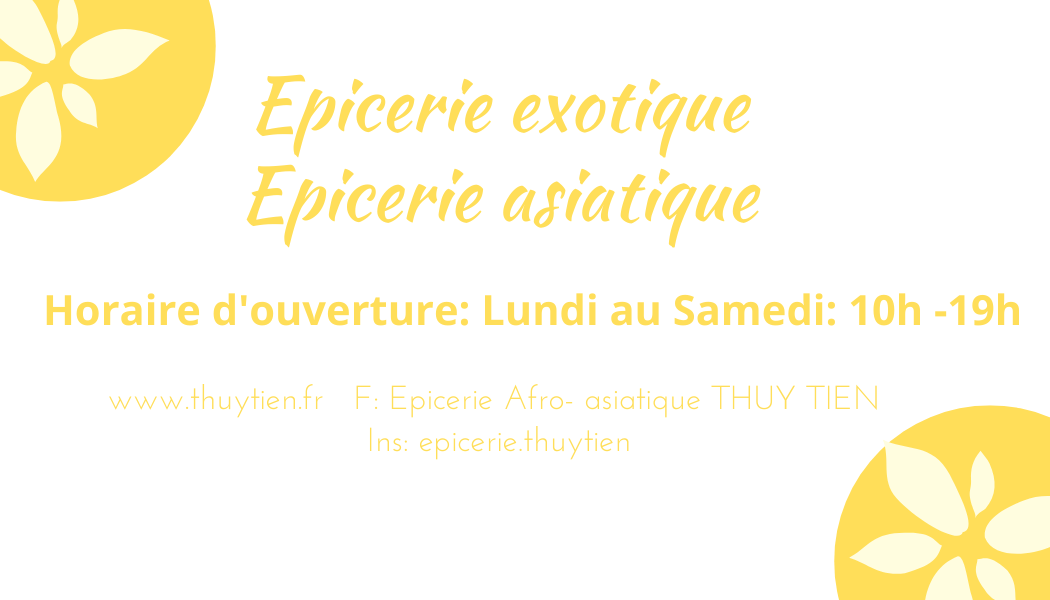 Epicerie exotique
Epicerie asiatique
Horaire d'ouverture: Lundi au Samedi: 10h -19h
www.thuytien.fr F: Epicerie Afro- asiatique THUY TIEN
Ins: epicerie.thuytien